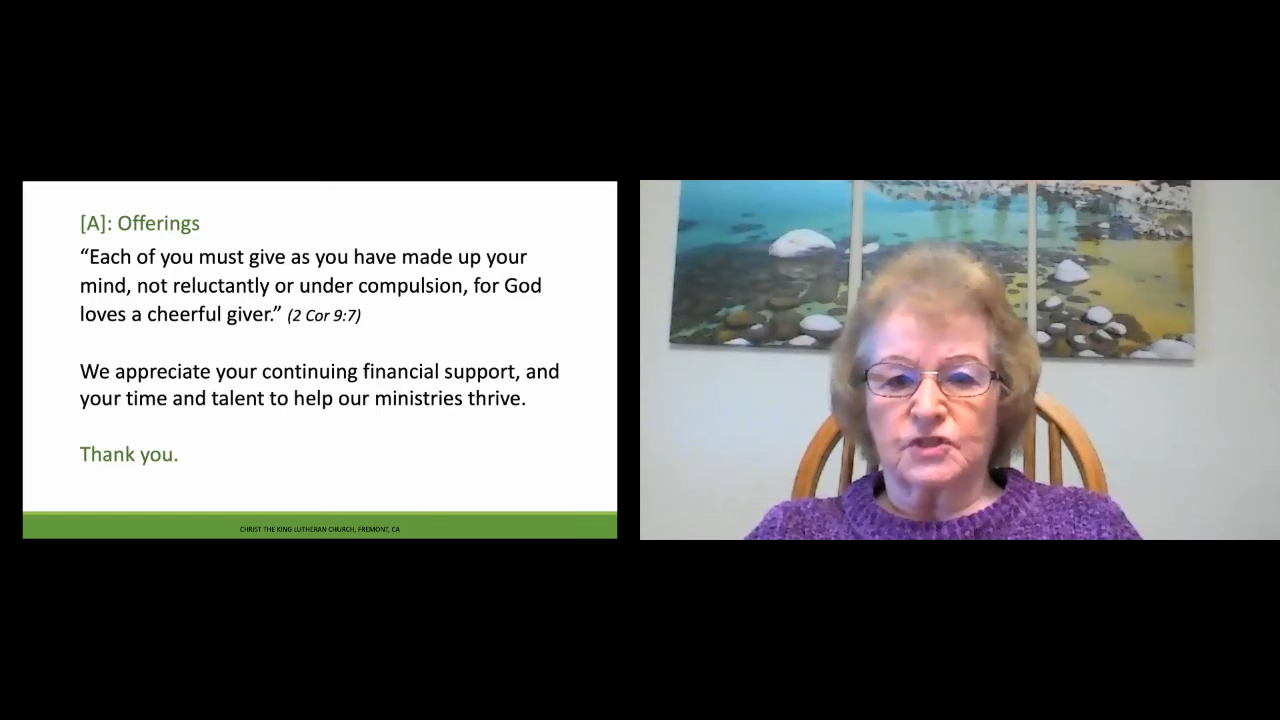 [A]: Offerings
“Each of you must give as you have made up your
mind, not reluctantly or under compulsion, for God
loves a cheerful giver.” (2 Cor 9:7)
We appreciate your continuing financial support, and
your time and talent to help our ministries thrive.
Thank you.
CHRIST THE KING LUTHERAN CHURCH, FREMONT, CA